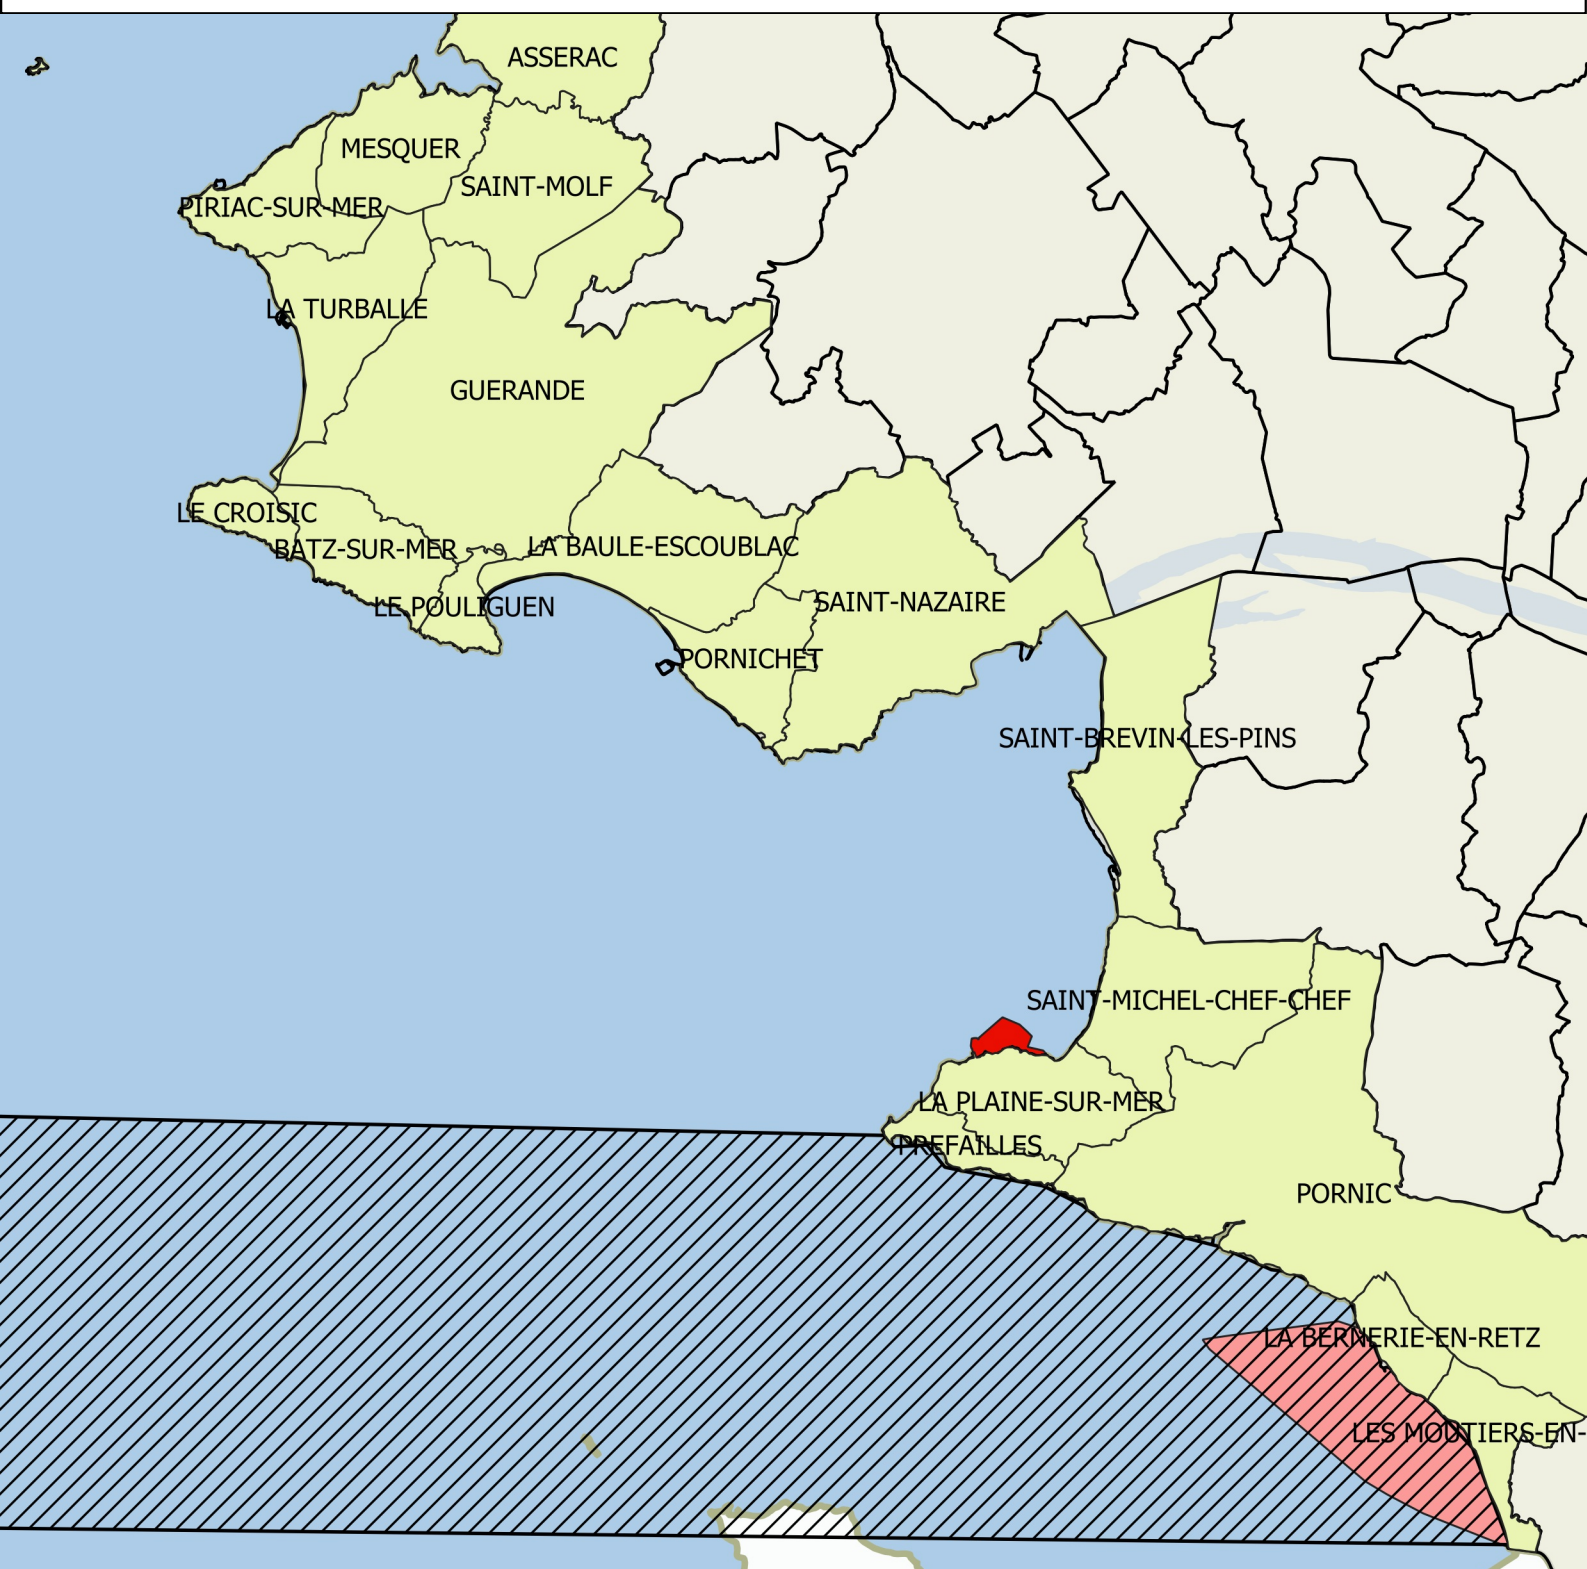 ASSERAC
MESQUER
SAINT-MOLF
PIRIAC-SUR-MER
LA TURBALLE
GUERANDE
LE CROISIC
BATZ-SUR-MER
LA BAULE-ESCOUBLAC
LE POULIGUEN
SAINT-NAZAIRE
PORNICHET
SAINT-BREVIN-LES-PINS
SAINT-MICHEL-CHEF-CHEF
LA PLAINE-SUR-MER
PREFAILLES
PORNIC
LA BERNERIE-EN-RETZ
LES MOUTIERS-EN-